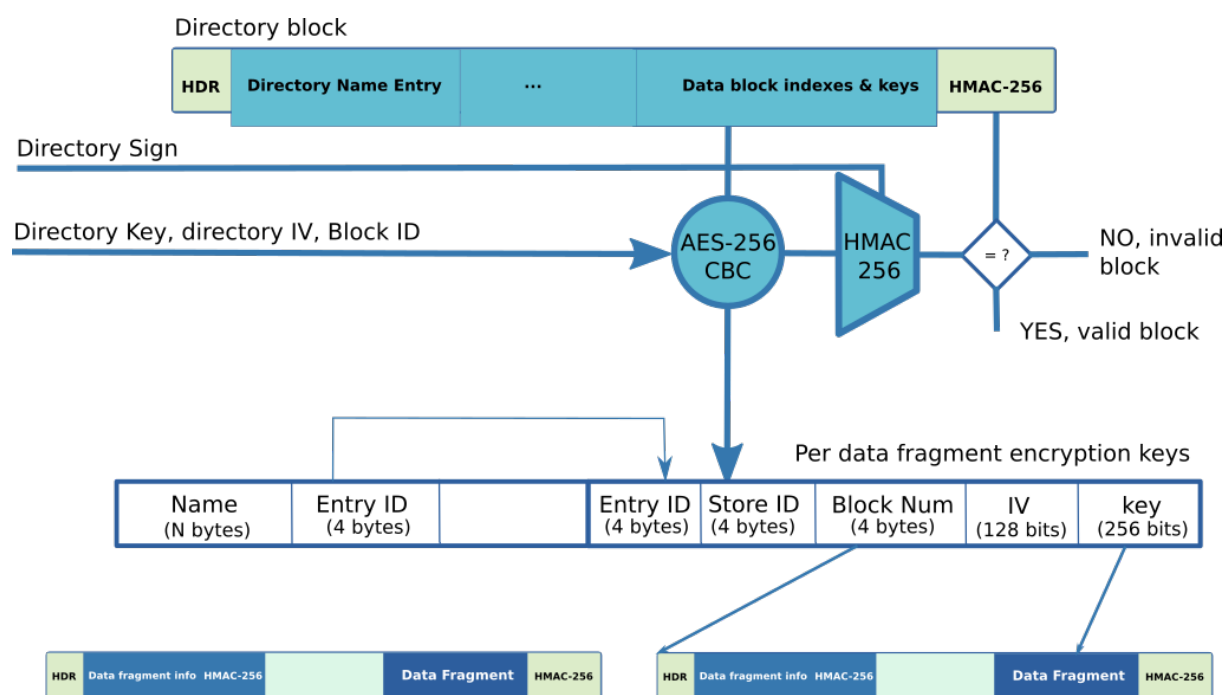 Directory block
HDR Directory Name Entry ... Data block indexes & keys HMAC-256
Directory Sign
Directory Key, directory IV, Block ID
AES-256
CBC
HMAC
256
= ?
NO, invalid
block
YES, valid block
Per data fragment encryption keys
Name
(N bytes)
Entry ID
(4 bytes)
Entry ID
(4 bytes)
Store ID
(4 bytes)
Block Num
(4 bytes)
IV
(128 bits)
key
(256 bits)
HDR Data fragment info HMAC-256 Data Fragment HMAC-256
HDR Data fragment info HMAC-256 Data Fragment HMAC-256